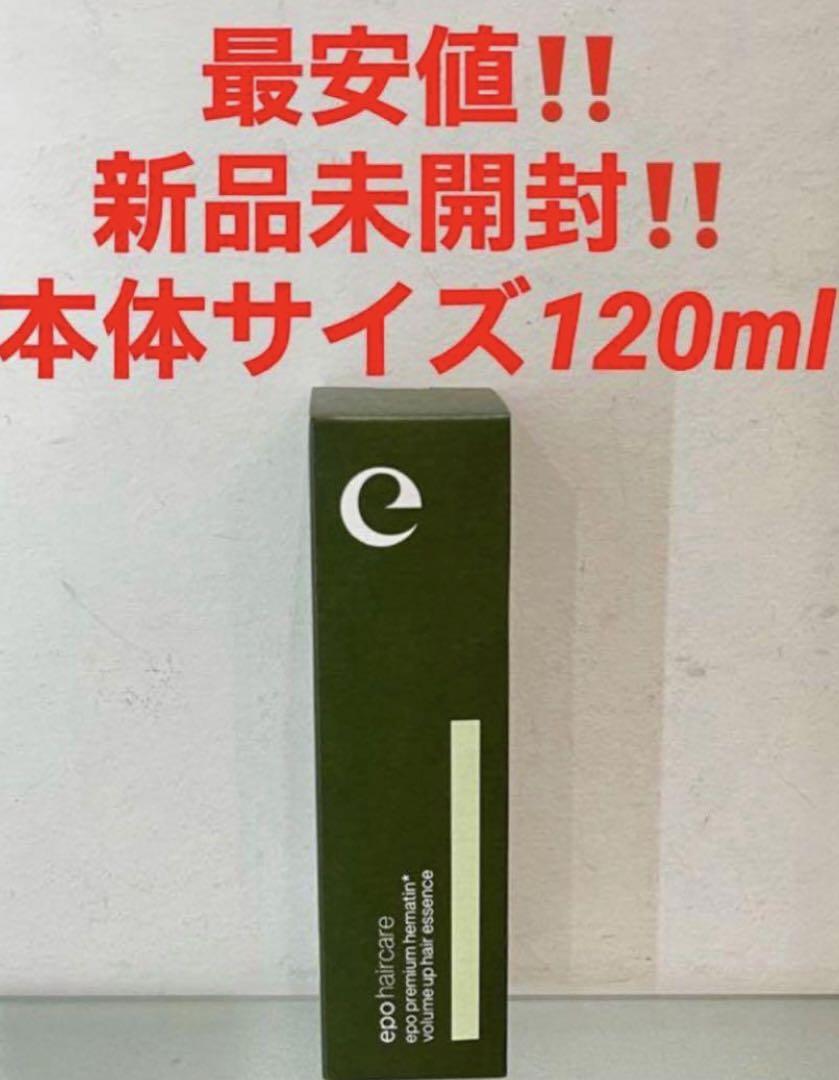 最安値‼️
新品未開封‼️
本体サイズ120ml
e
epo haircare
epo premium hematin*
volume up hair essence